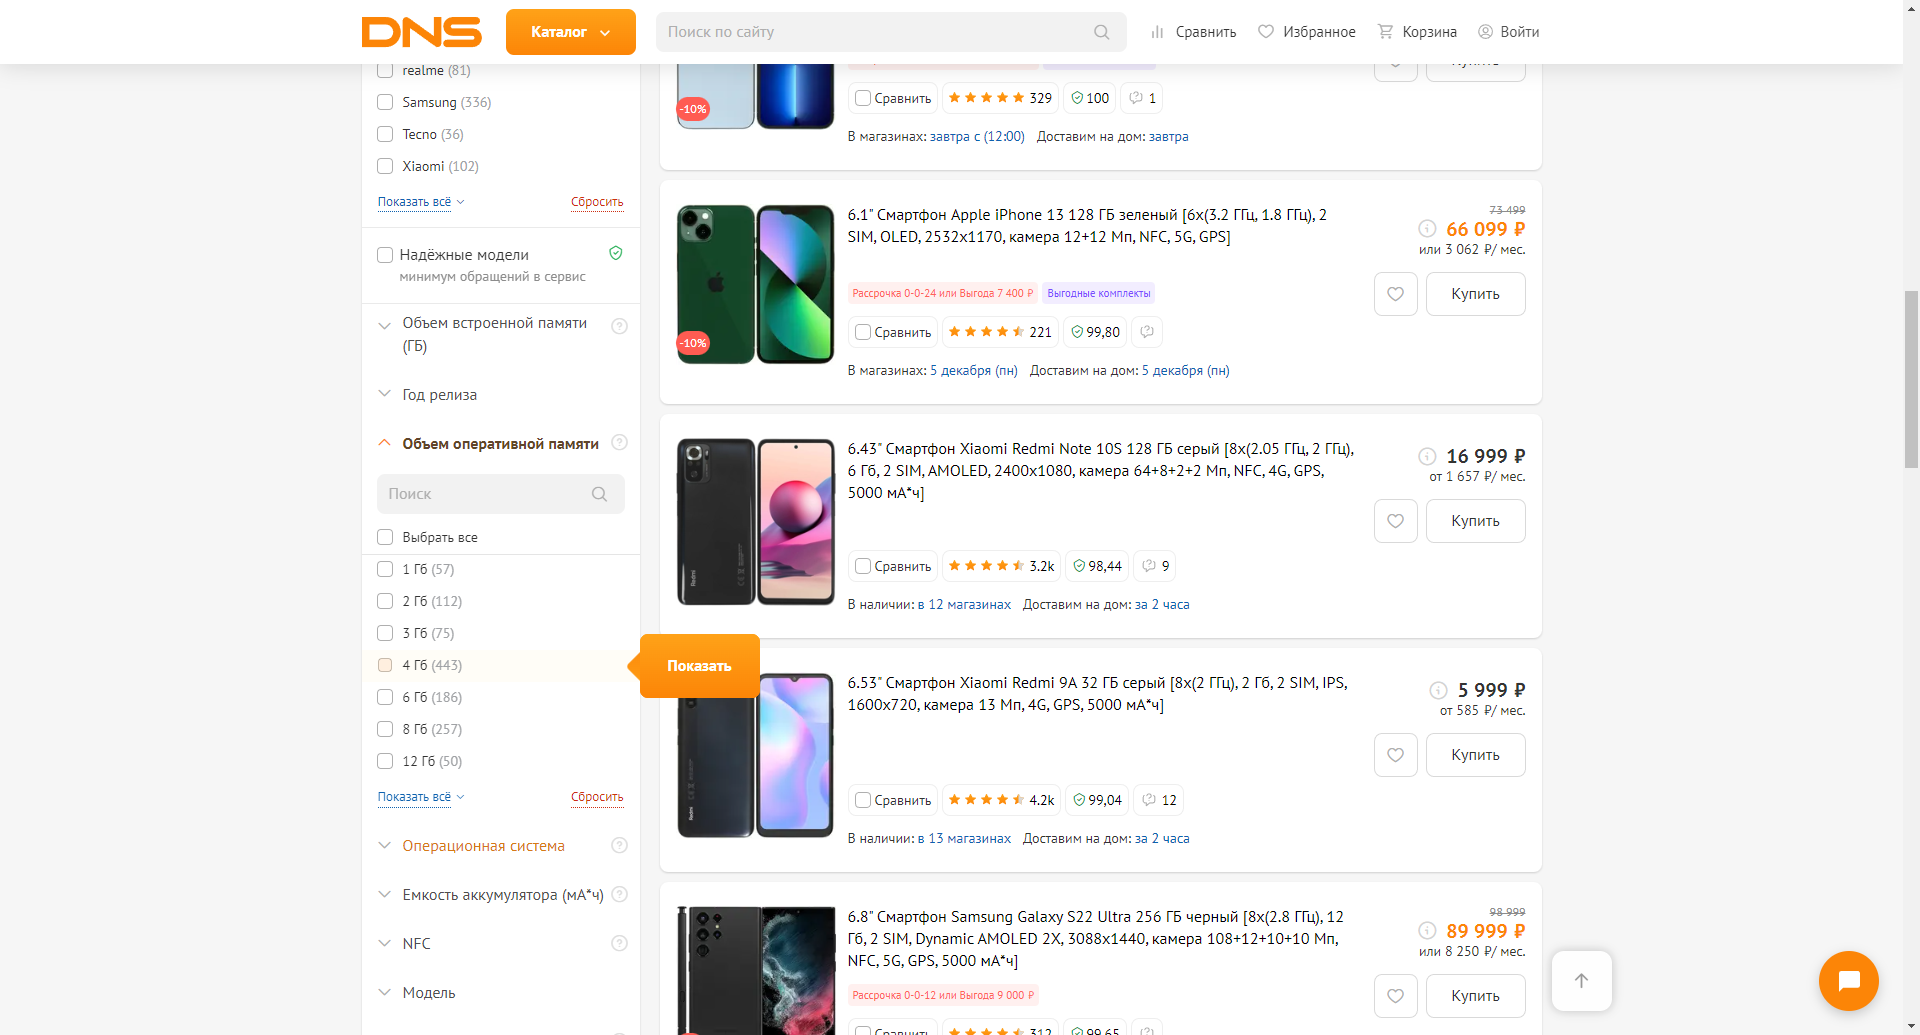 DNS
Каталог
Поиск по сайту
Сравнить
Избранное
Корзина
Войти
realme (81)
Samsung (336)
Tecno (36)
Xiaomi (102)
Показать всё
Сбросить
Надёжные модели
минимум обращений в сервис
Объем встроенной памяти
(ГБ)
Год релиза
Объем оперативной памяти
Поиск
Выбрать все
1 Гб (57)
2 Гб (112)
3 Гб (75)
4 Гб (443)
6 Гб (186)
8 Гб (257)
12 Гб (50)
Показать всё
Сбросить
Показать
Операционная система
Емкость аккумулятора (мА*ч)
NFC
Модель
-10%
Сравнить
329
100
1
В магазинах: завтра с (12:00) Доставим на дом: завтра
6.1" Смартфон Apple iPhone 13 128 ГБ зеленый [6x(3.2 ГГц, 1.8 ГГц), 2
SIM, OLED, 2532x1170, камера 12+12 Мп, NFC, 5G, GPS]
73 499
66 099 ₽
или 3 062 ₽/ мес.
Купить
Рассрочка 0-0-24 или Выгода 7 400 ₽
Выгодные комплекты
-10%
Сравнить
221
99,80
В магазинах: 5 декабря (пн) Доставим на дом: 5 декабря (пн)
6.43" Смартфон Xiaomi Redmi Note 10S 128 ГБ серый [8x(2.05 ГГц, 2 ГГц),
6 Гб, 2 SIM, AMOLED, 2400x1080, камера 64+8+2+2 Мп, NFC, 4G, GPS,
5000 мА*ч]
16 999 ₽
от 1 657 ₽/ мес.
Купить
Redmi
Сравнить
3.2k
98,44
9
В наличии: в 12 магазинах Доставим на дом: за 2 часа
6.53" Смартфон Xiaomi Redmi 9A 32 ГБ серый [8x(2 ГГц), 2 Гб, 2 SIM, IPS,
1600x720, камера 13 Мп, 4G, GPS, 5000 мА*ч]
5 999 ₽
от 585 ₽/ мес.
Купить
Redmi
Сравнить
4.2k
99,04
12
В наличии: в 13 магазинах Доставим на дом: за 2 часа
6.8" Смартфон Samsung Galaxy S22 Ultra 256 ГБ черный [8x(2.8 ГГц), 12
Гб, 2 SIM, Dynamic AMOLED 2X, 3088x1440, камера 108+12+10+10 Мп,
NFC, 5G, GPS, 5000 мА*ч]
98 999
89 999 ₽
или 8 250 ₽/ мес.
Купить
Рассрочка 0-0-12 или Выгода 9 000 ₽
Сравнить
312
99,65